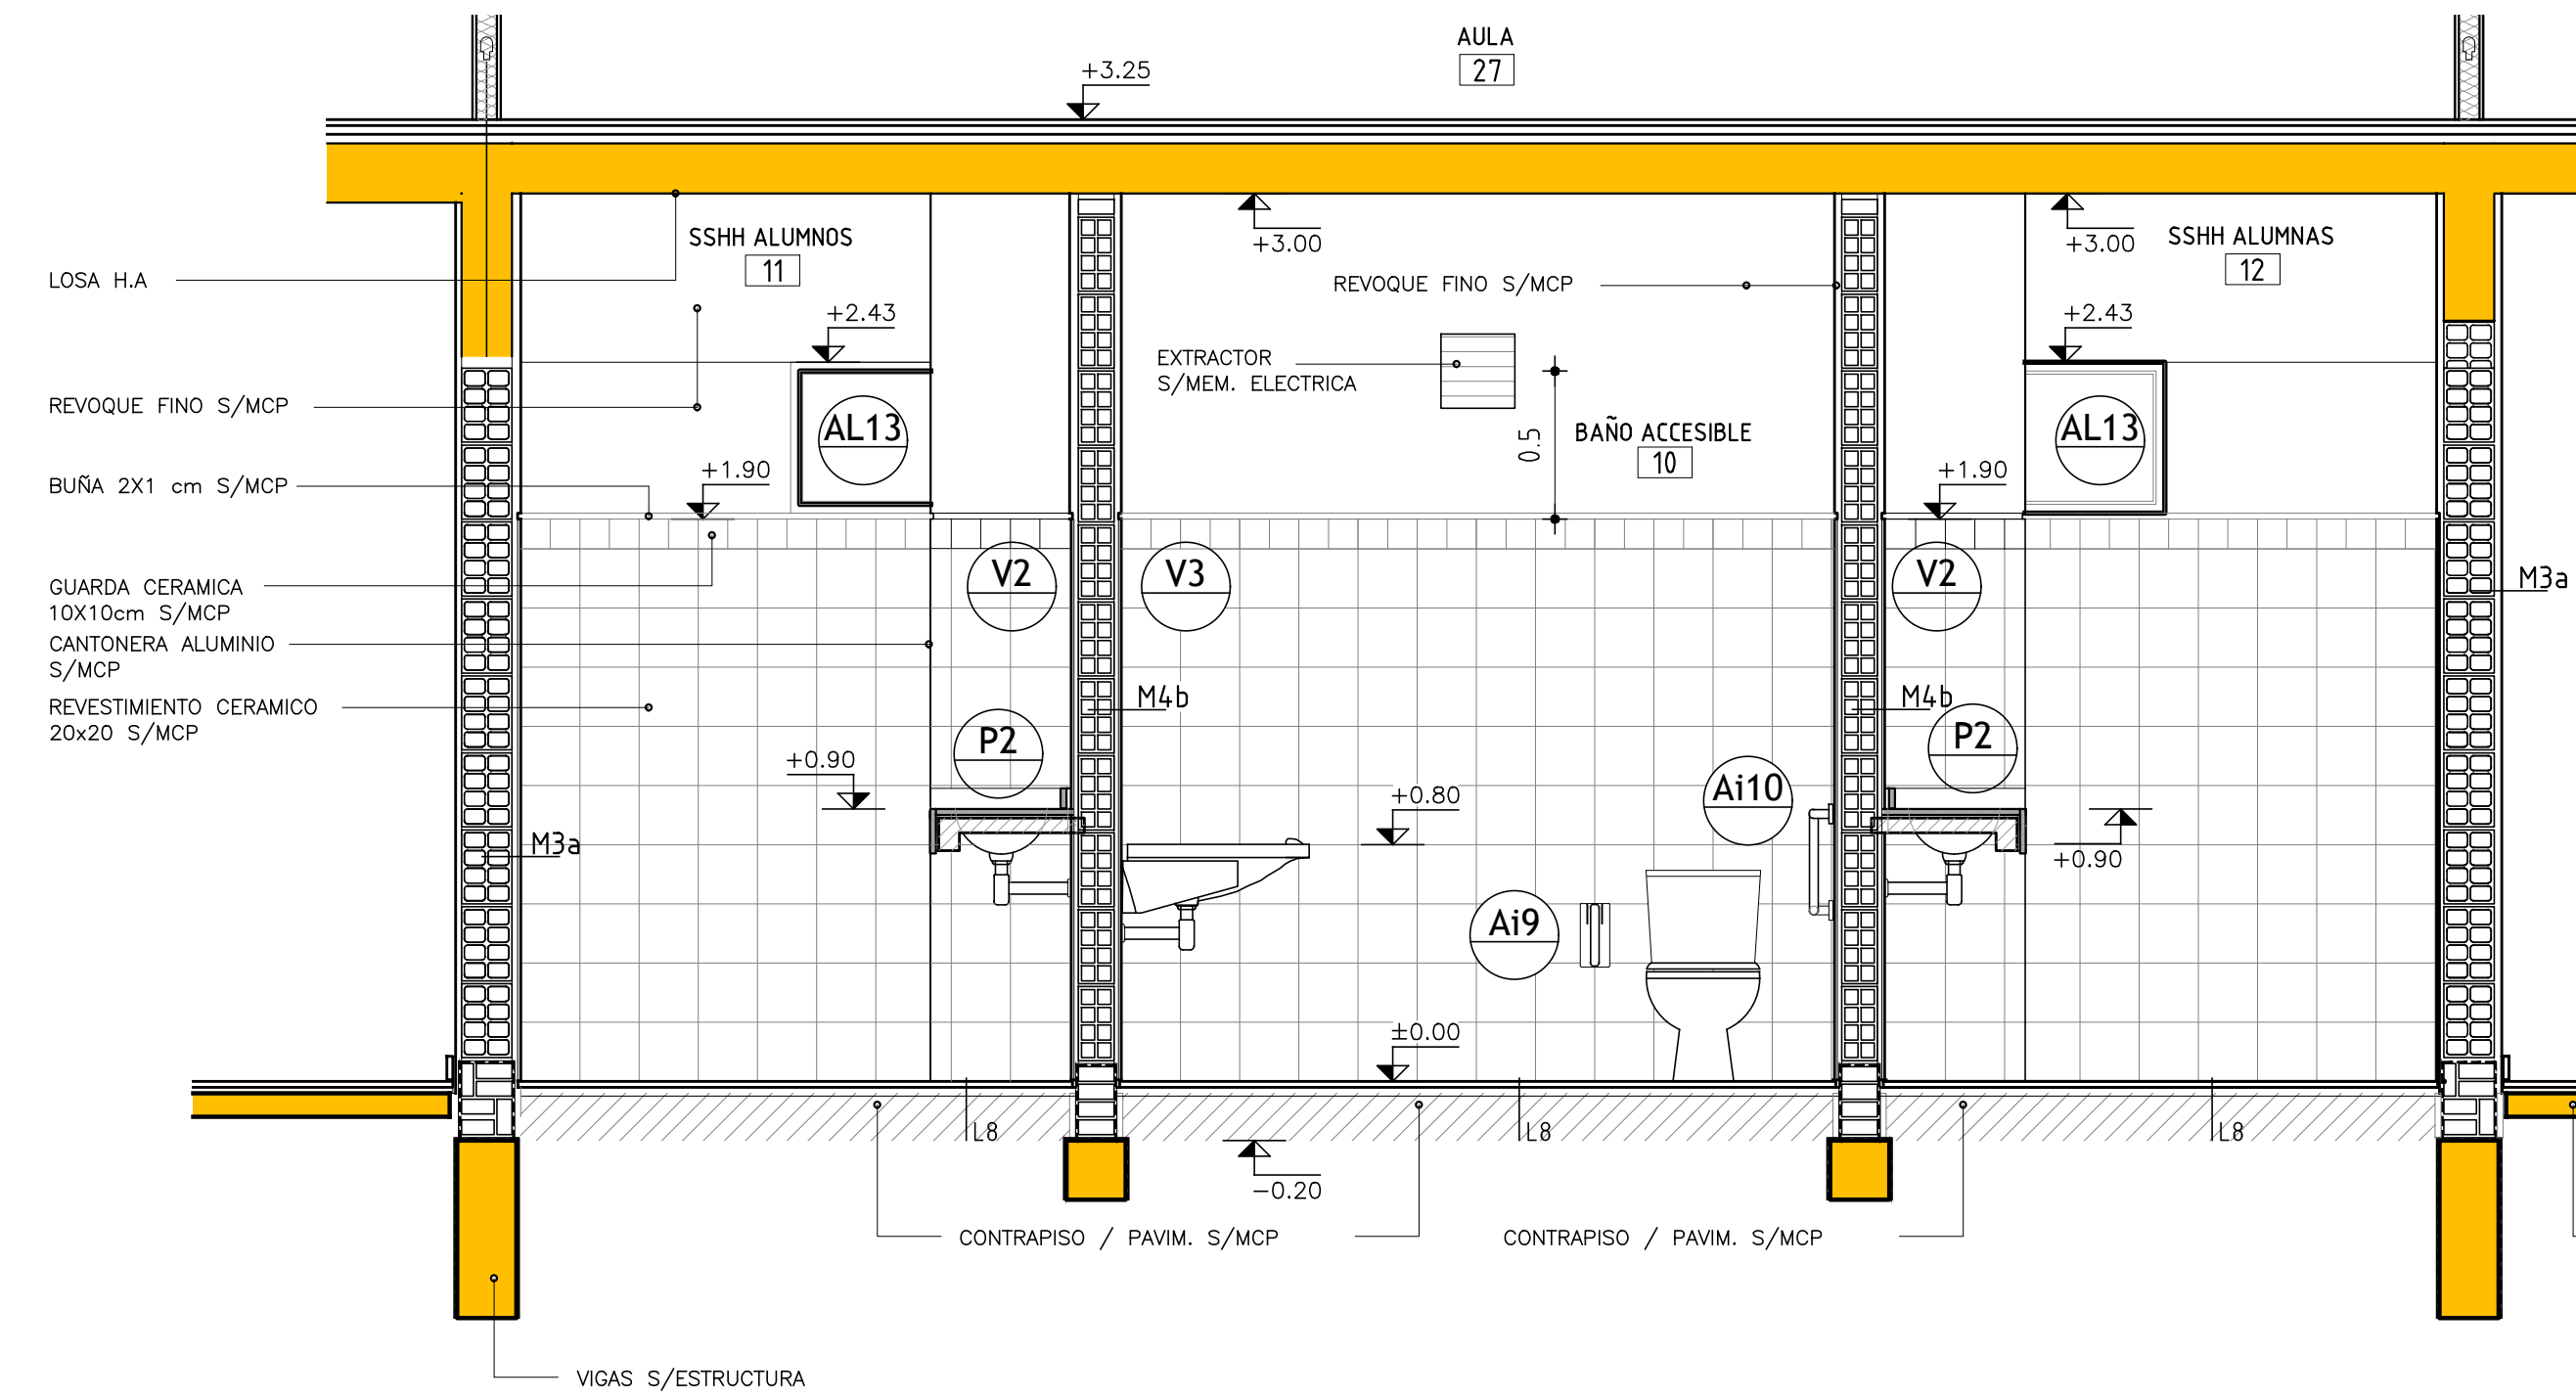 AULA
27
+3.25
SSHH ALUMNOS
11
+3.00
+3.00
SSHH ALUMNAS
12
LOSA H.A
REVOQUE FINO S/MCP
+2.43
+2.43
EXTRACTOR
S/MEM. ELECTRICA
REVOQUE FINO S/MCP
AL13
AL13
0.5
BAÑO ACCESIBLE
10
BUÑA 2X1 cm S/MCP
+1.90
+1.90
GUARDA CERAMICA
10X10cm S/MCP
V2
V3
V2
M3a
CANTONERA ALUMINIO
S/MCP
REVESTIMIENTO CERAMICO
20x20 S/MCP
M4b
M4b
P2
P2
+0.90
+0.80
Ai10
+0.90
M3a
Ai9
±0.00
L8
L8
L8
-0.20
CONTRAPISO / PAVIM. S/MCP
CONTRAPISO / PAVIM. S/MCP
VIGAS S/ESTRUCTURA